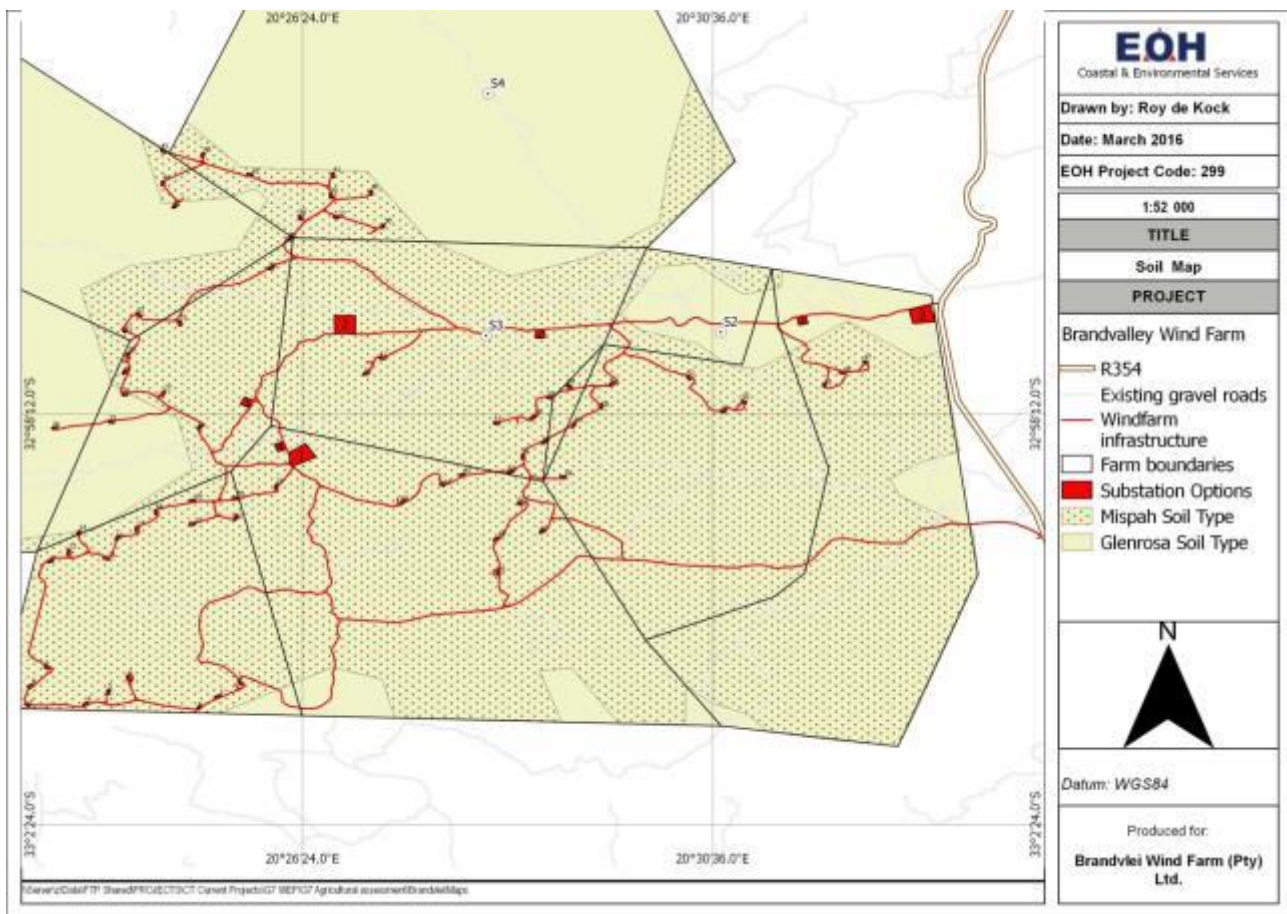 20°26'24.0"E
20°30'36.0"E
S4
S3
S2
32°58'12.0"S
32°58'12.0"S
33°2'24.0"S
33°2'24.0"S
20°26'24.0"E
20°30'36.0"E
EOH
Coastal & Environmental Services
Drawn by: Roy de Kock
Date: March 2016
EOH Project Code: 299
1:52 000
TITLE
Soil Map
PROJECT
Brandvalley Wind Farm
R354
Existing gravel roads
Windfarm
infrastructure
Farm boundaries
Substation Options
Mispah Soil Type
Glenrosa Soil Type
N
Datum: WGS84
Produced for:
Brandvlei Wind Farm (Pty)
Ltd.